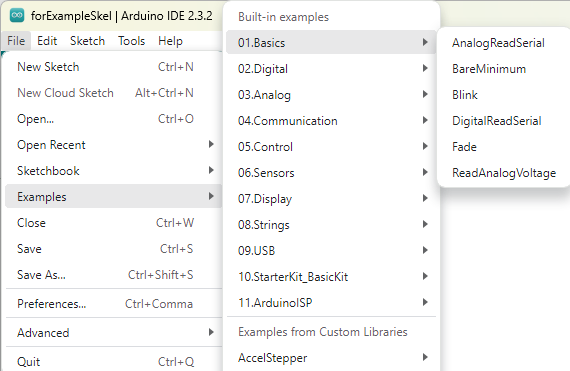 forExampleSkel | Arduino IDE 2.3.2
File Edit Sketch Tools Help
New Sketch Ctrl+N
New Cloud Sketch Alt+Ctrl+N
Open... Ctrl+O
Open Recent
Sketchbook
Examples
Close Ctrl+W
Save Ctrl+S
Save As... Ctrl+Shift+S
Preferences... Ctrl+Comma
Advanced
Quit Ctrl+Q
Built-in examples
01.Basics
02.Digital
03.Analog
04.Communication
05.Control
06.Sensors
07.Display
08.Strings
09.USB
10.StarterKit_BasicKit
11.ArduinoISP
Examples from Custom Libraries
AccelStepper
AnalogReadSerial
BareMinimum
Blink
DigitalReadSerial
Fade
ReadAnalogVoltage